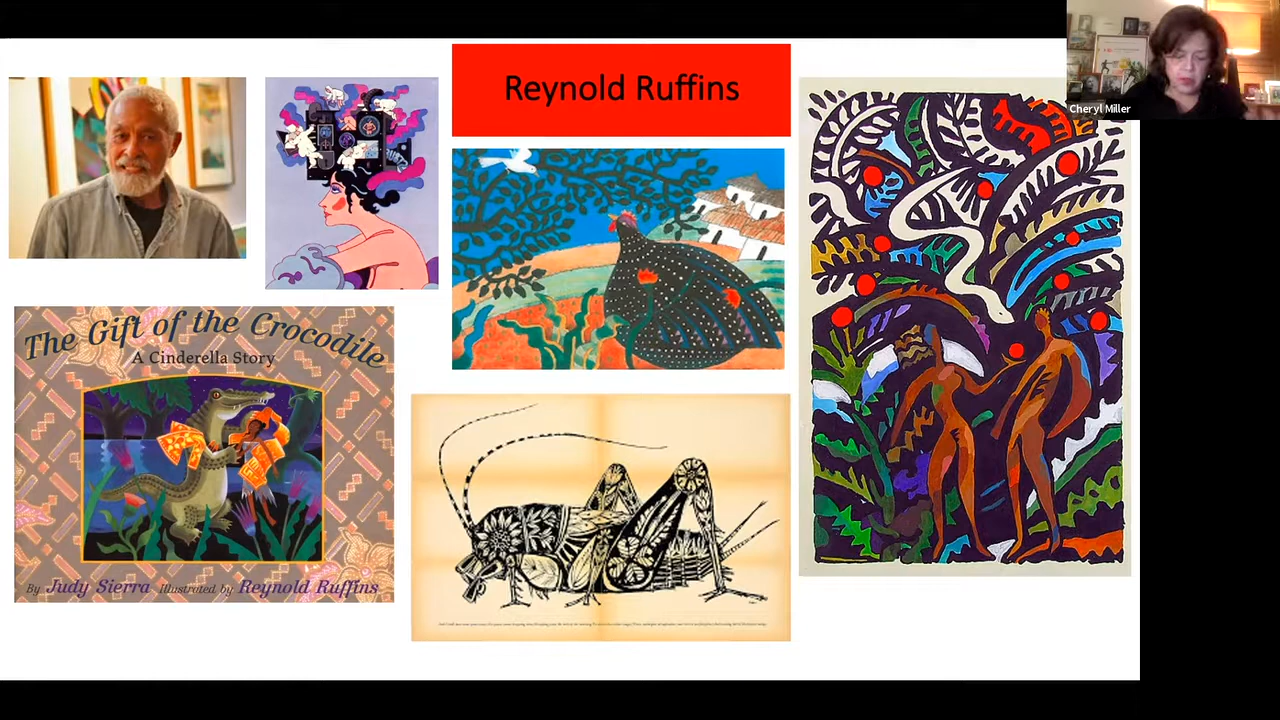 Reynold Ruffins
Cheryl Miller
The Gift of the Crocodile
A Cinderella Story
By Judy Sierra Illustrated by Reynold Ruffins